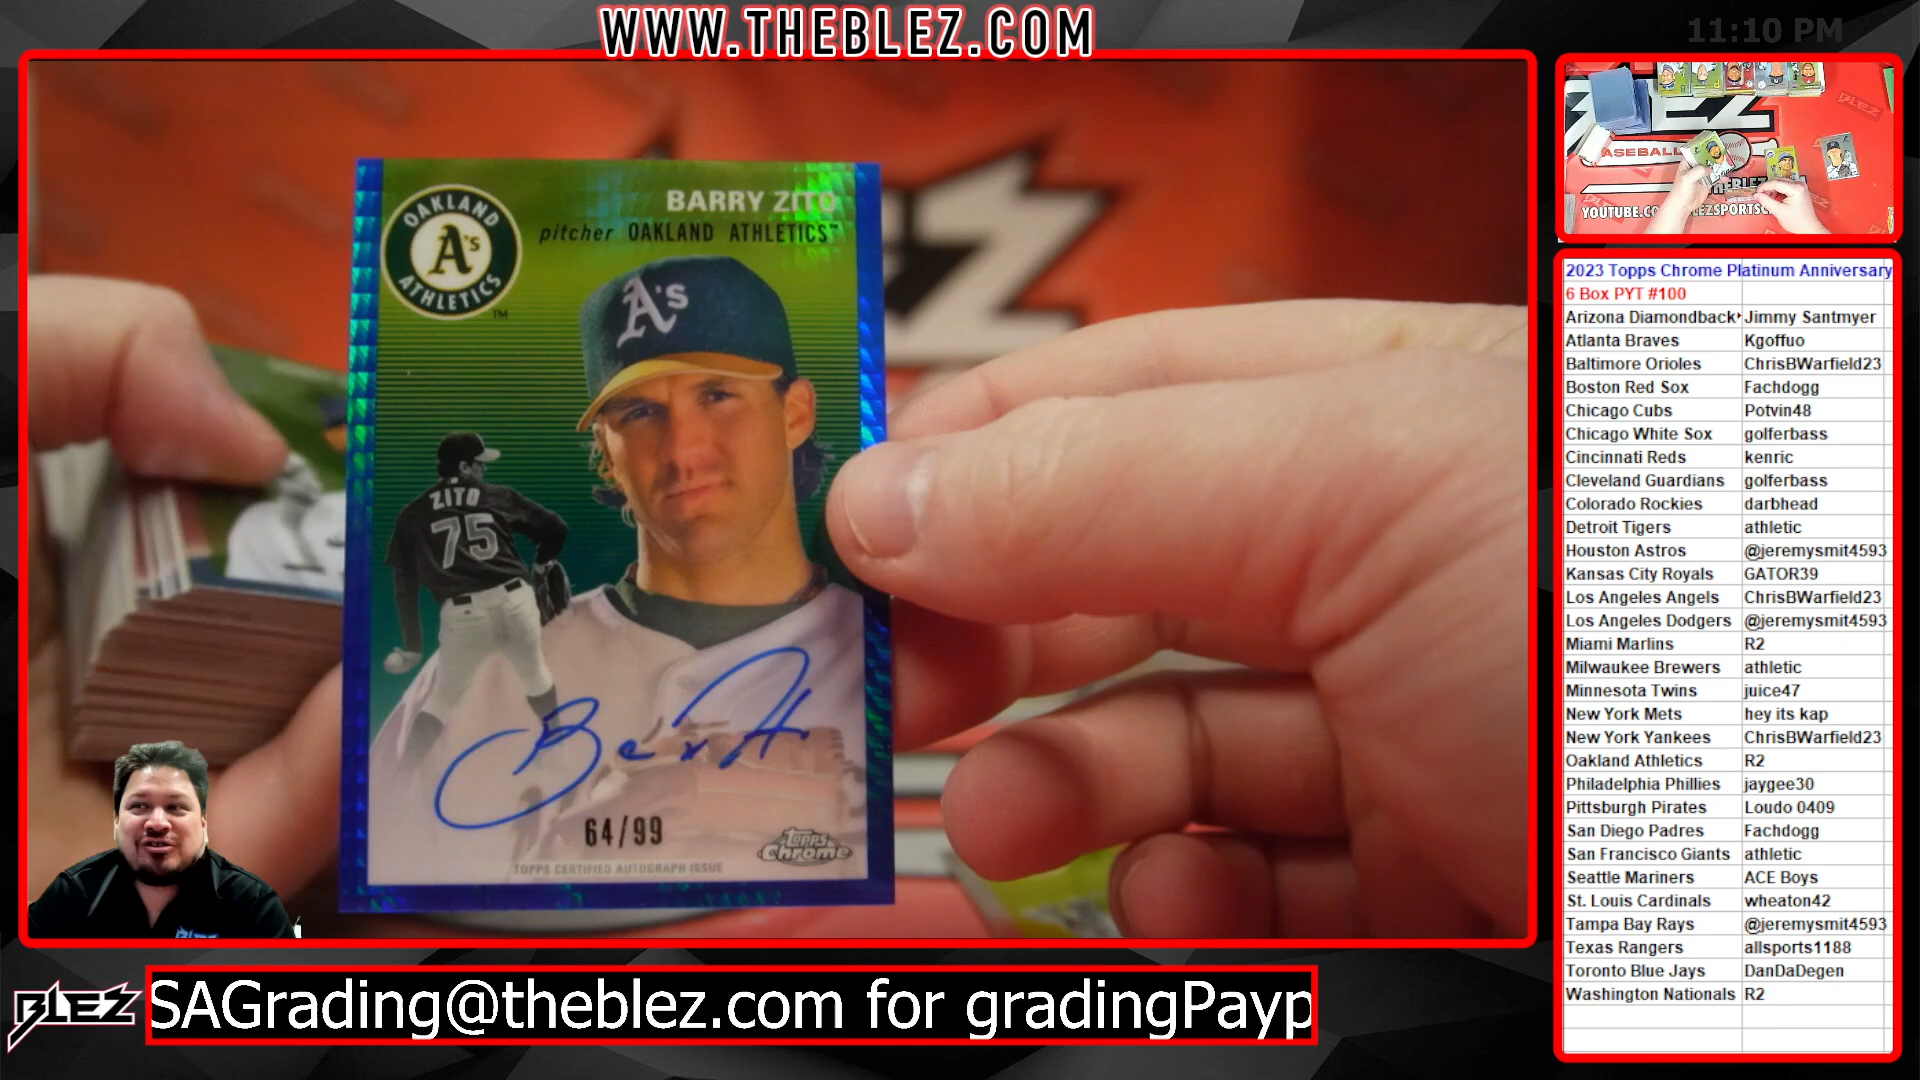 WWW.THEBLEZ.COM
11:10 PM
OAKLAND
A's
ATHLETICS
TM
BARRY ZITO
pitcher OAKLAND ATHLETICS™
A's
ZITO
75
64/99
TOPPS CERTIFIED AUTOGRAPH ISSUE
Topps
Chrome
BLEZ
ASEBALL
THEBLEZ
YOUTUBE.CO
EZSPORTSC
2023 Topps Chrome Platinum Anniversary
6 Box PYT #100
Arizona Diamondback Jimmy Santmyer
Atlanta Braves Kgoffuo
Baltimore Orioles ChrisBWarfield23
Boston Red Sox Fachdogg
Chicago Cubs Potvin48
Chicago White Sox golferbass
Cincinnati Reds kenric
Cleveland Guardians golferbass
Colorado Rockies darbhead
Detroit Tigers athletic
Houston Astros @jeremysmit4593
Kansas City Royals GATOR39
Los Angeles Angels ChrisBWarfield23
Los Angeles Dodgers @jeremysmit4593
Miami Marlins R2
Milwaukee Brewers athletic
Minnesota Twins juice47
New York Mets hey its kap
New York Yankees ChrisBWarfield23
Oakland Athletics R2
Philadelphia Phillies jaygee30
Pittsburgh Pirates Loudo 0409
San Diego Padres Fachdogg
San Francisco Giants athletic
Seattle Mariners ACE Boys
St. Louis Cardinals wheaton42
Tampa Bay Rays @jeremysmit4593
Texas Rangers allsports1188
Toronto Blue Jays DanDaDegen
Washington Nationals R2
BLEZ
SAGrading@theblez.com for gradingPayp